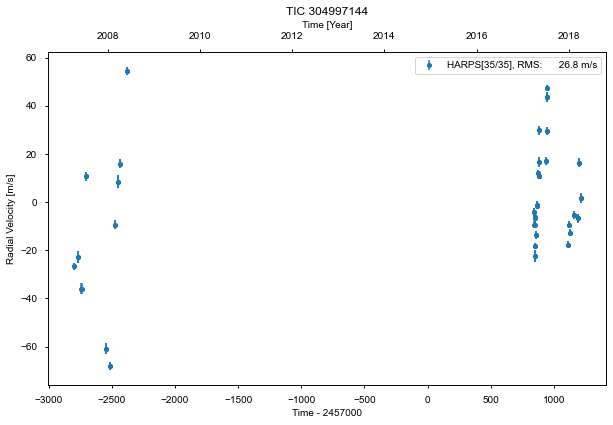 TIC 304997144
Time [Year]
2008 2010 2012 2014 2016 2018
HARPS[35/35], RMS: 26.8 m/s
60
40
20
0
−20
−40
−60
Radial Velocity [m/s]
−3000 −2500 −2000 −1500 −1000 −500 0 500 1000
Time - 2457000